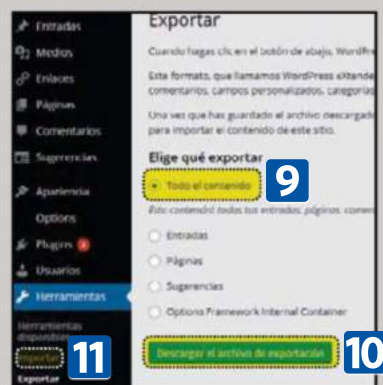 Entradas
Medios
Enlaces
Páginas
Comentarios
Sugerencias
Apariencia
Options
Plugins
Usuarios
Herramientas
Herramientas
disponibles
Importar
11
Exportar
Exportar
Cuando hagas clic en el botón de abajo, WordPre
Este formato, que llamamos WordPress eXtende
comentarios, campos personalizados, categorías
Una vez que has guardado el archivo descargado
para importar el contenido de este sitio.
Elige qué exportar
Todo el contenido
9
Esto contendrá todas tus entradas, páginas, comen
Entradas
Páginas
Sugerencias
Options Framework Internal Container
Descargar el archivo de exportación
10